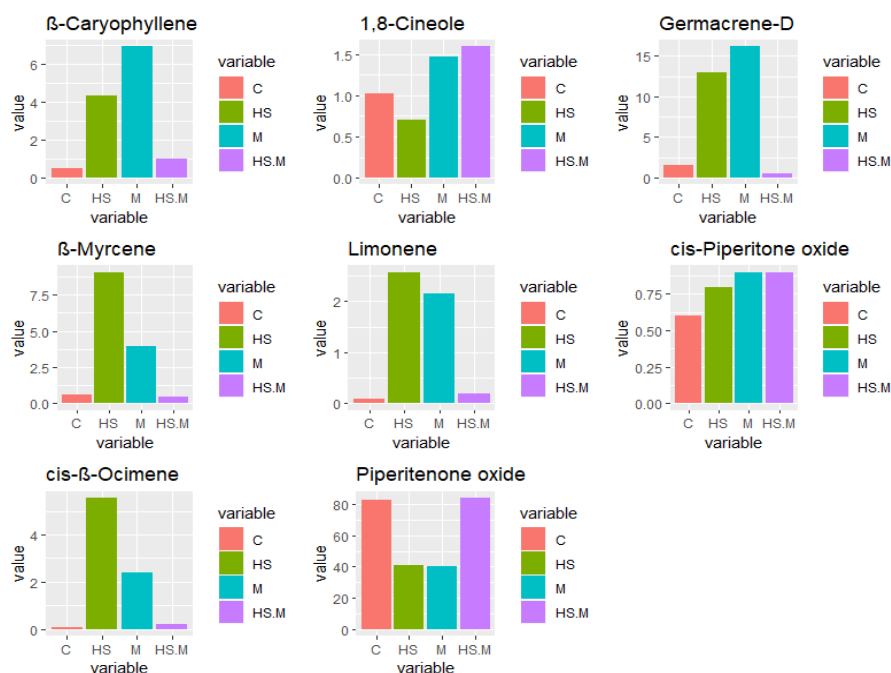 ß-Caryophyllene
value
6
4
2
0
C HS M HS.M
variable
variable
C
HS
M
HS.M
1,8-Cineole
value
1.5
1.0
0.5
0.0
C HS M HS.M
variable
variable
C
HS
M
HS.M
Germacrene-D
value
15
10
5
0
C HS M HS.M
variable
variable
C
HS
M
HS.M
ß-Myrcene
value
7.5
5.0
2.5
0.0
C HS M HS.M
variable
variable
C
HS
M
HS.M
Limonene
value
2
1
0
C HS M HS.M
variable
variable
C
HS
M
HS.M
cis-Piperitone oxide
value
0.75
0.50
0.25
0.00
C HS M HS.M
variable
variable
C
HS
M
HS.M
cis-ß-Ocimene
value
4
2
0
C HS M HS.M
variable
variable
C
HS
M
HS.M
Piperitenone oxide
value
80
60
40
20
0
C HS M HS.M
variable
variable
C
HS
M
HS.M